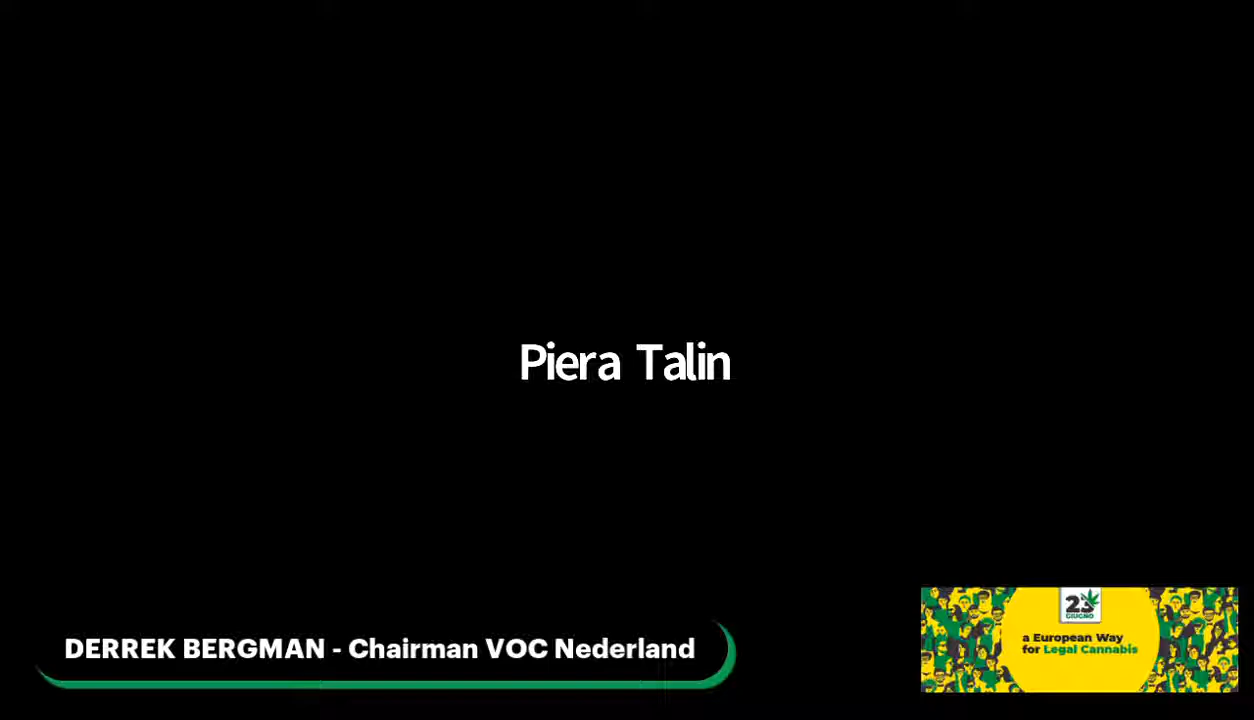 Piera Talin
DERREK BERGMAN - Chairman VOC Nederland
23
GIUGNO
a European Way
for Legal Cannabis